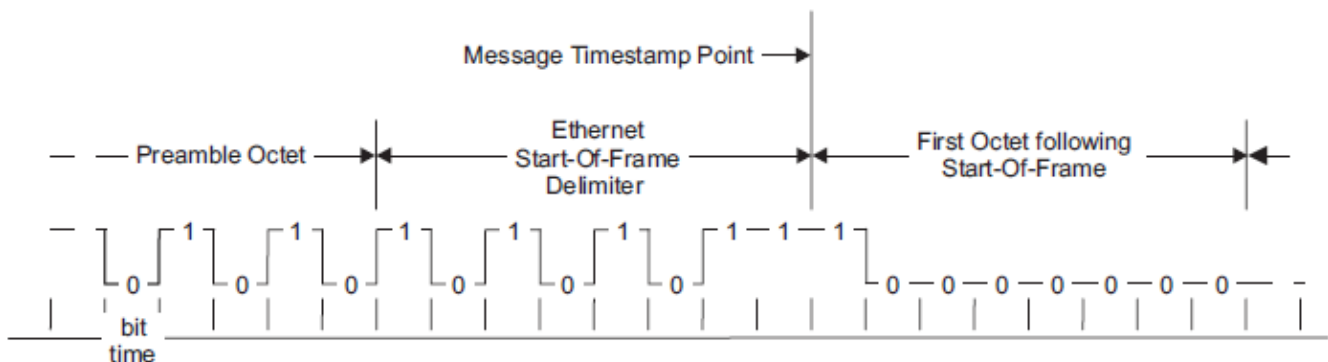 Message Timestamp Point
Preamble Octet
Ethernet
Start-Of-Frame
Delimiter
First Octet following
Start-Of-Frame
0 1 0 1 0 1 0 1 0 1 0 1 1 1 0 0 0 0 0 0 0
bit
time